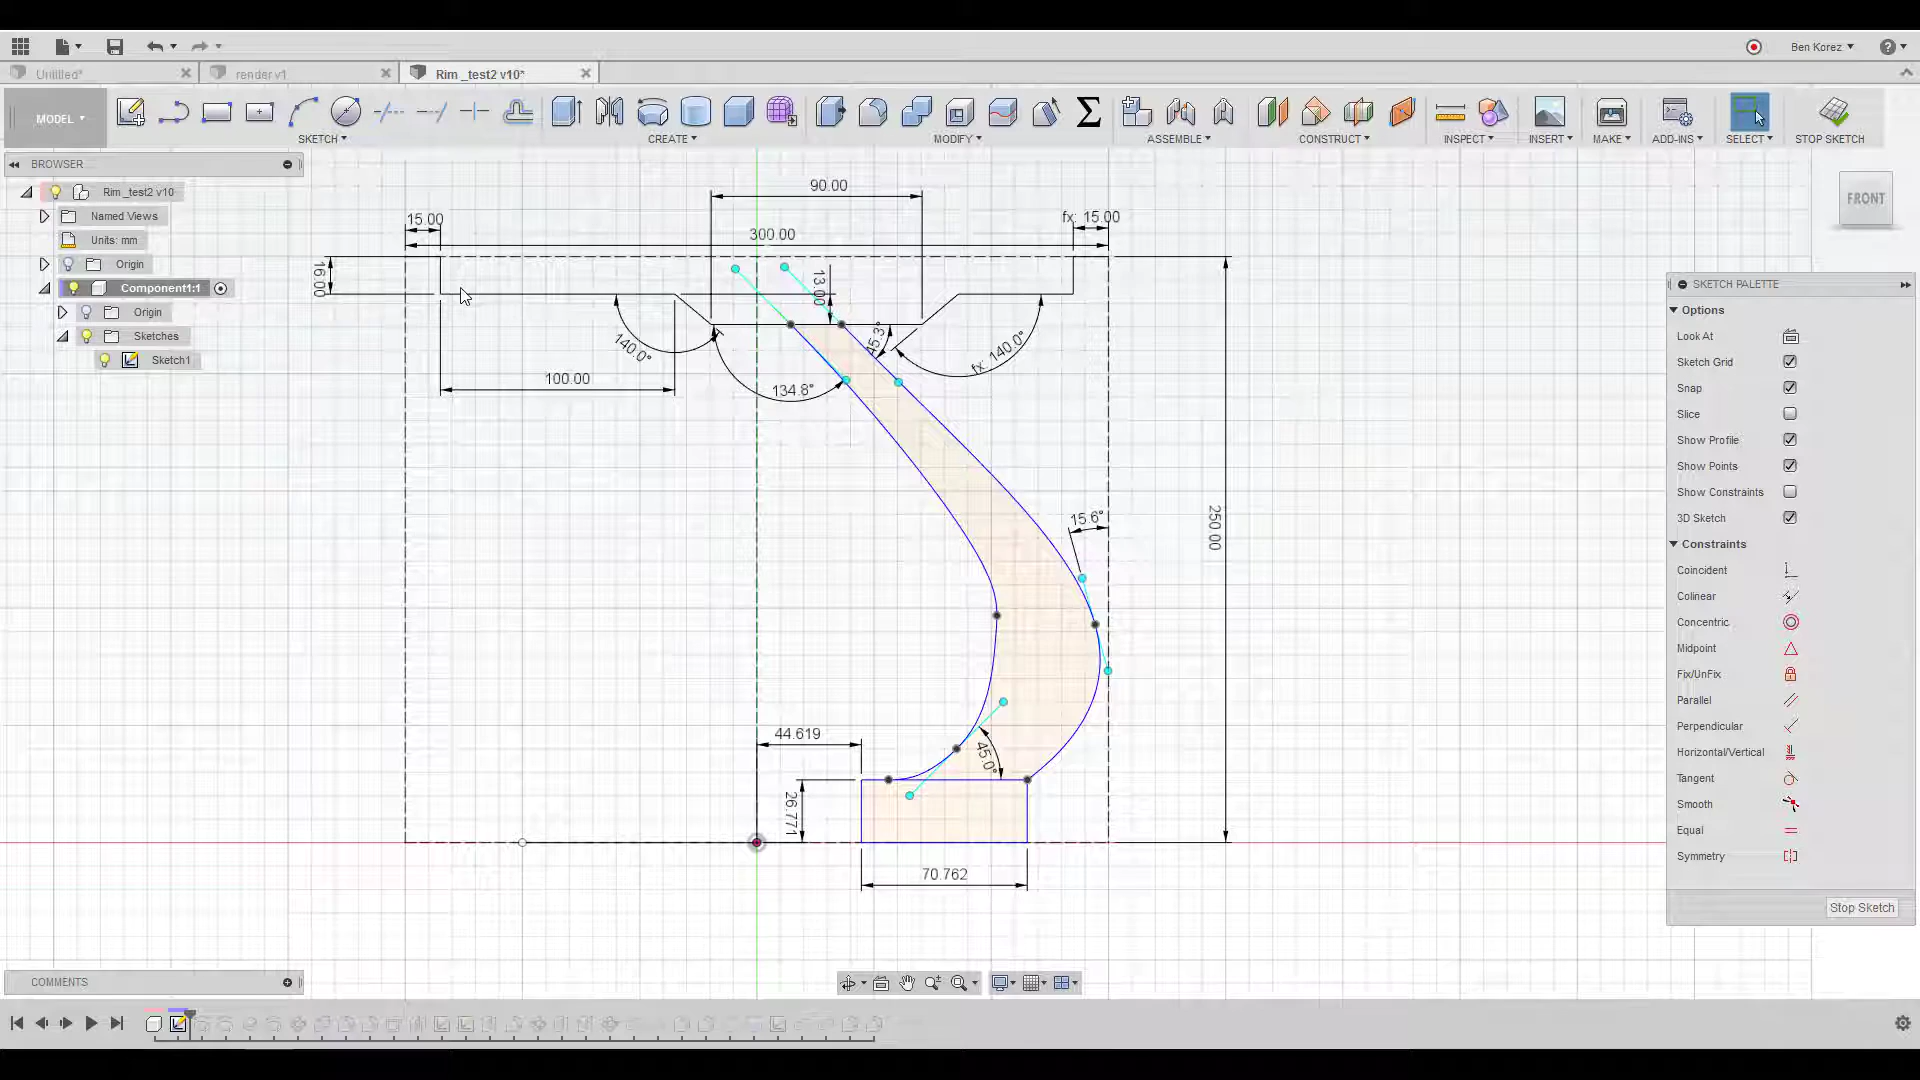 Ben Korez
Untitled*
render v1
Rim _test2 v10*
MODEL
SKETCH
CREATE
MODIFY
ASSEMBLE
CONSTRUCT
INSPECT
INSERT
MAKE
ADD-INS
SELECT
STOP SKETCH
BROWSER
Rim_test2 v10
Named Views
Units: mm
Origin
Component1:1
Origin
Sketches
Sketch1
FRONT
90.00
15.00
fx: 15.00
300.00
16.00
13.00
140.0°
45.3°
fx: 140.0°
100.00
134.8°
15.6°
250.00
44.619
45.0°
26.771
70.762
SKETCH PALETTE
Options
Look At
Sketch Grid
Snap
Slice
Show Profile
Show Points
Show Constraints
3D Sketch
Constraints
Coincident
Colinear
Concentric
Midpoint
Fix/UnFix
Parallel
Perpendicular
Horizontal/Vertical
Tangent
Smooth
Equal
Symmetry
Stop Sketch
COMMENTS